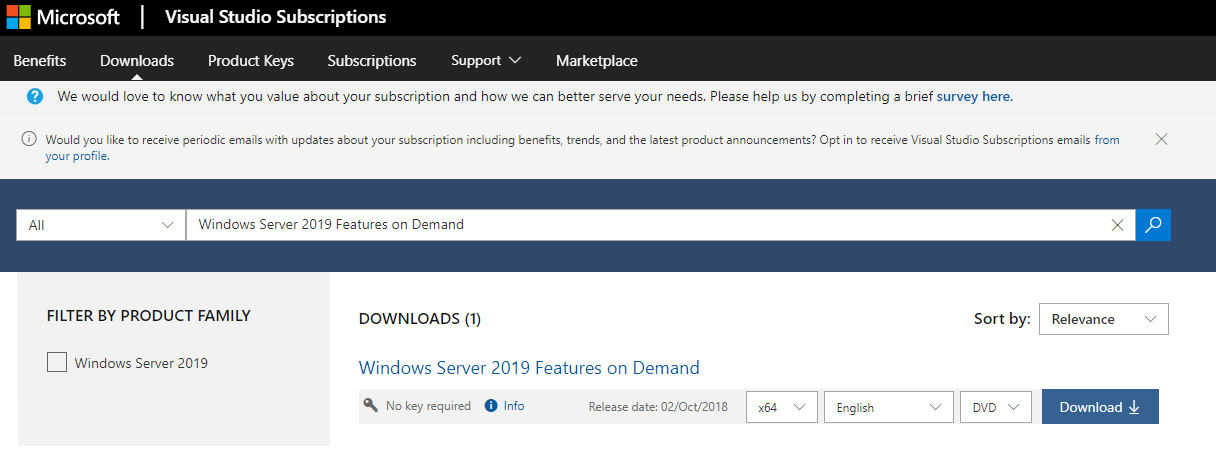 Microsoft | Visual Studio Subscriptions
Benefits Downloads Product Keys Subscriptions Support Marketplace
We would love to know what you value about your subscription and how we can better serve your needs. Please help us by completing a brief survey here.
Would you like to receive periodic emails with updates about your subscription including benefits, trends, and the latest product announcements? Opt in to receive Visual Studio Subscriptions emails from
your profile.
All Windows Server 2019 Features on Demand
FILTER BY PRODUCT FAMILY
Windows Server 2019
DOWNLOADS (1) Sort by: Relevance
Windows Server 2019 Features on Demand
No key required Info Release date: 02/Oct/2018 x64 English DVD Download